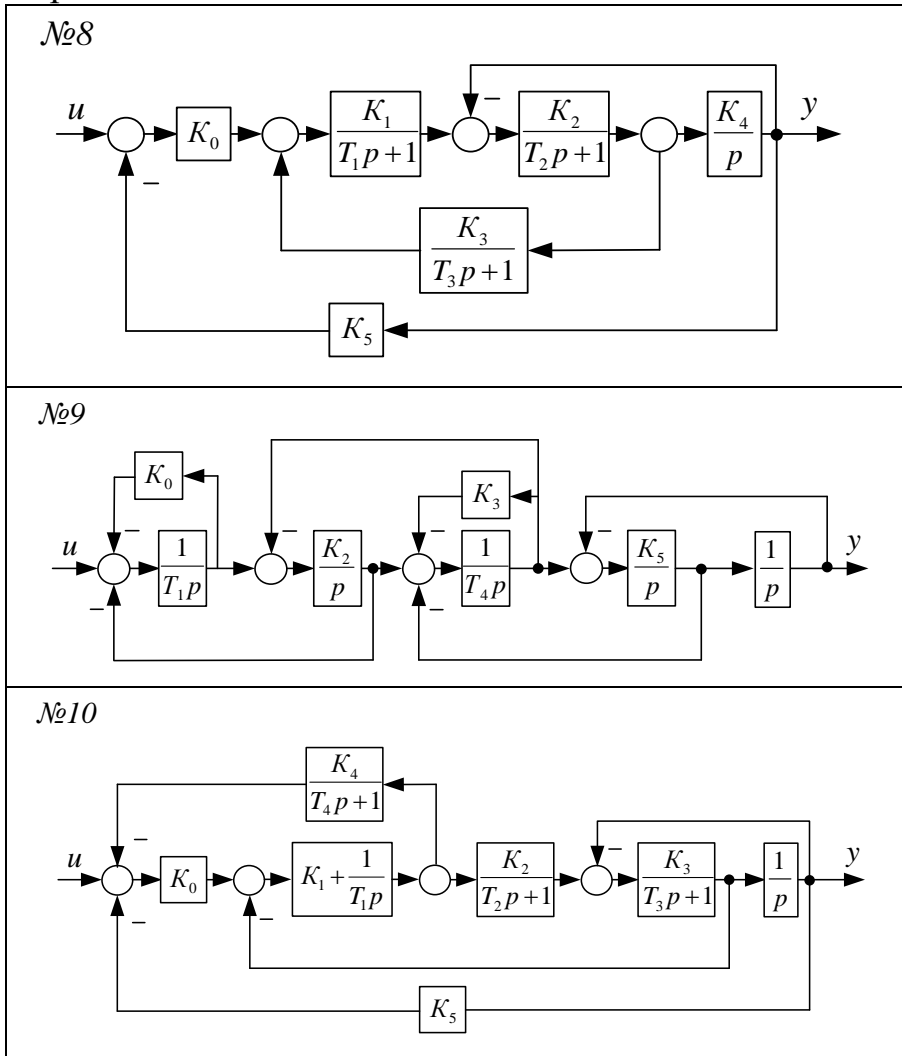 №8
u
K₀
K₁
T₁p+1
−
K₂
T₂p+1
K₄
p
y
−
K₃
T₃p+1
K₅
№9
K₀
K₃
−
−
−
−
u
1
T₁p
K₂
p
1
T₄p
K₅
p
1
p
y
−
−
№10
K₄
T₄p+1
−
−
u
K₀
K₁+
1
T₁p
K₂
T₂p+1
K₃
T₃p+1
1
p
y
−
−
K₅